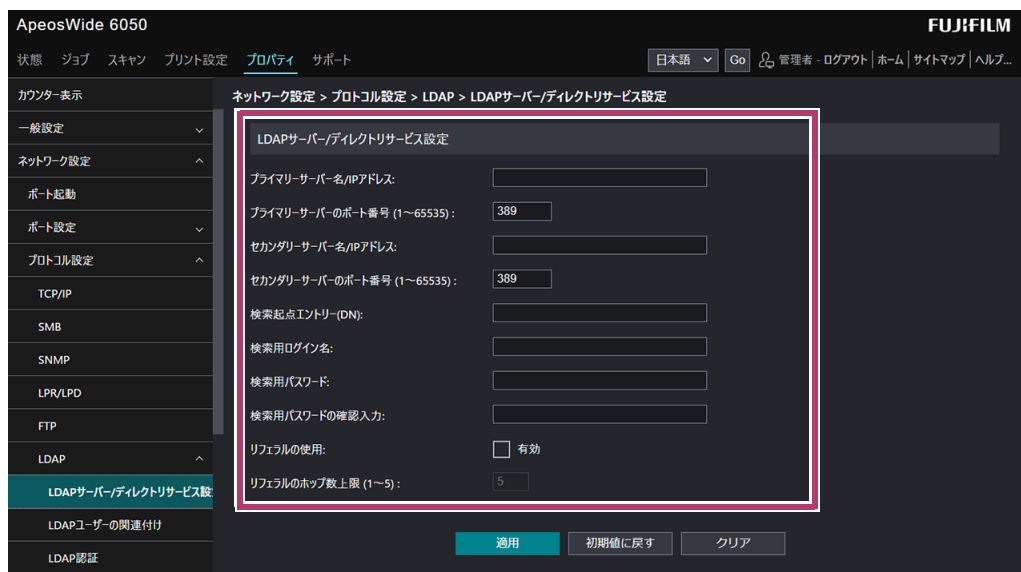 ApeosWide 6050
FUJIFILM
状態 ジョブ スキャン プリント設定 プロパティ サポート
日本語 Go 管理者 - ログアウト | ホーム | サイトマップ | ヘルプ...
カウンター表示
一般設定
ネットワーク設定
ポート起動
ポート設定
プロトコル設定
TCP/IP
SMB
SNMP
LPR/LPD
FTP
LDAP
LDAPサーバー/ディレクトリサービス設
LDAPユーザーの関連付け
LDAP認証
ネットワーク設定 > プロトコル設定 > LDAP > LDAPサーバー/ディレクトリサービス設定
LDAPサーバー/ディレクトリサービス設定
プライマリーサーバー名/IPアドレス:
プライマリーサーバーのポート番号 (1～65535) : 389
セカンダリーサーバー名/IPアドレス:
セカンダリーサーバーのポート番号 (1～65535) : 389
検索起点エントリー(DN):
検索用ログイン名:
検索用パスワード:
検索用パスワードの確認入力:
リフェラルの使用: 有効
リフェラルのホップ数上限 (1～5) : 5
適用 初期値に戻す クリア